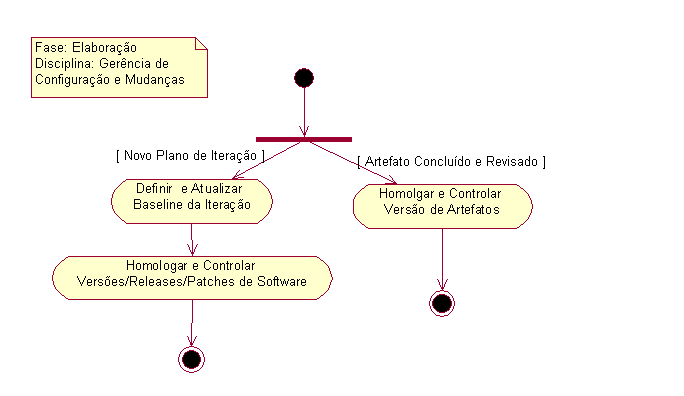 Fase: Elaboração
Disciplina: Gerência de
Configuração e Mudanças
[ Novo Plano de Iteração ]
[ Artefato Concluído e Revisado ]
Definir e Atualizar
Baseline da Iteração
Homolgar e Controlar
Versão de Artefatos
Homologar e Controlar
Versões/Releases/Patches de Software